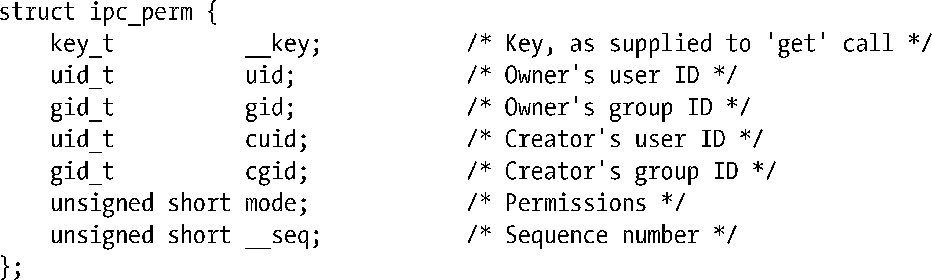 struct ipc_perm {
    key_t          __key;          /* Key, as supplied to 'get' call */
    uid_t          uid;            /* Owner's user ID */
    gid_t          gid;            /* Owner's group ID */
    uid_t          cuid;           /* Creator's user ID */
    gid_t          cgid;           /* Creator's group ID */
    unsigned short mode;           /* Permissions */
    unsigned short __seq;          /* Sequence number */
};